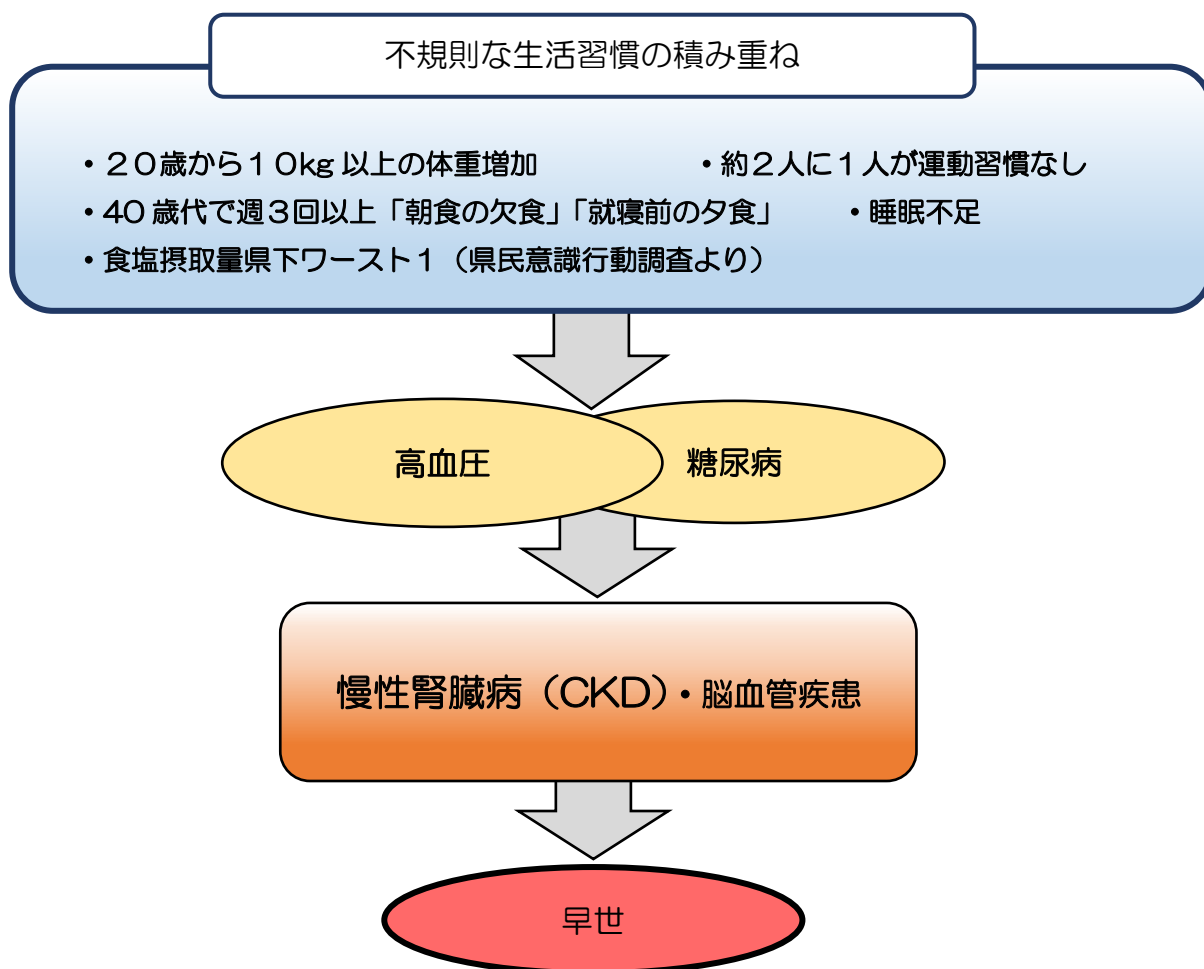 不規則な生活習慣の積み重ね
・２０歳から１０kg 以上の体重増加　・約２人に１人が運動習慣なし
・40 歳代で週３回以上「朝食の欠食」「就寝前の夕食」　・睡眠不足
・食塩摂取量県下ワースト１（県民意識行動調査より）
高血圧　糖尿病
慢性腎臓病（CKD）・脳血管疾患
早世